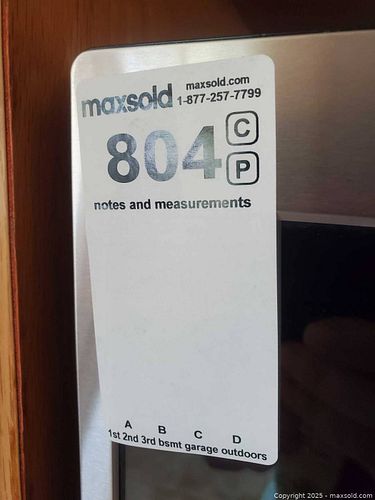 maxsold
maxsold.com
1-877-257-7799
804
C
P
notes and measurements
A B C D
1st 2nd 3rd bsmt garage outdoors
Copyright 2025 - maxsold.com